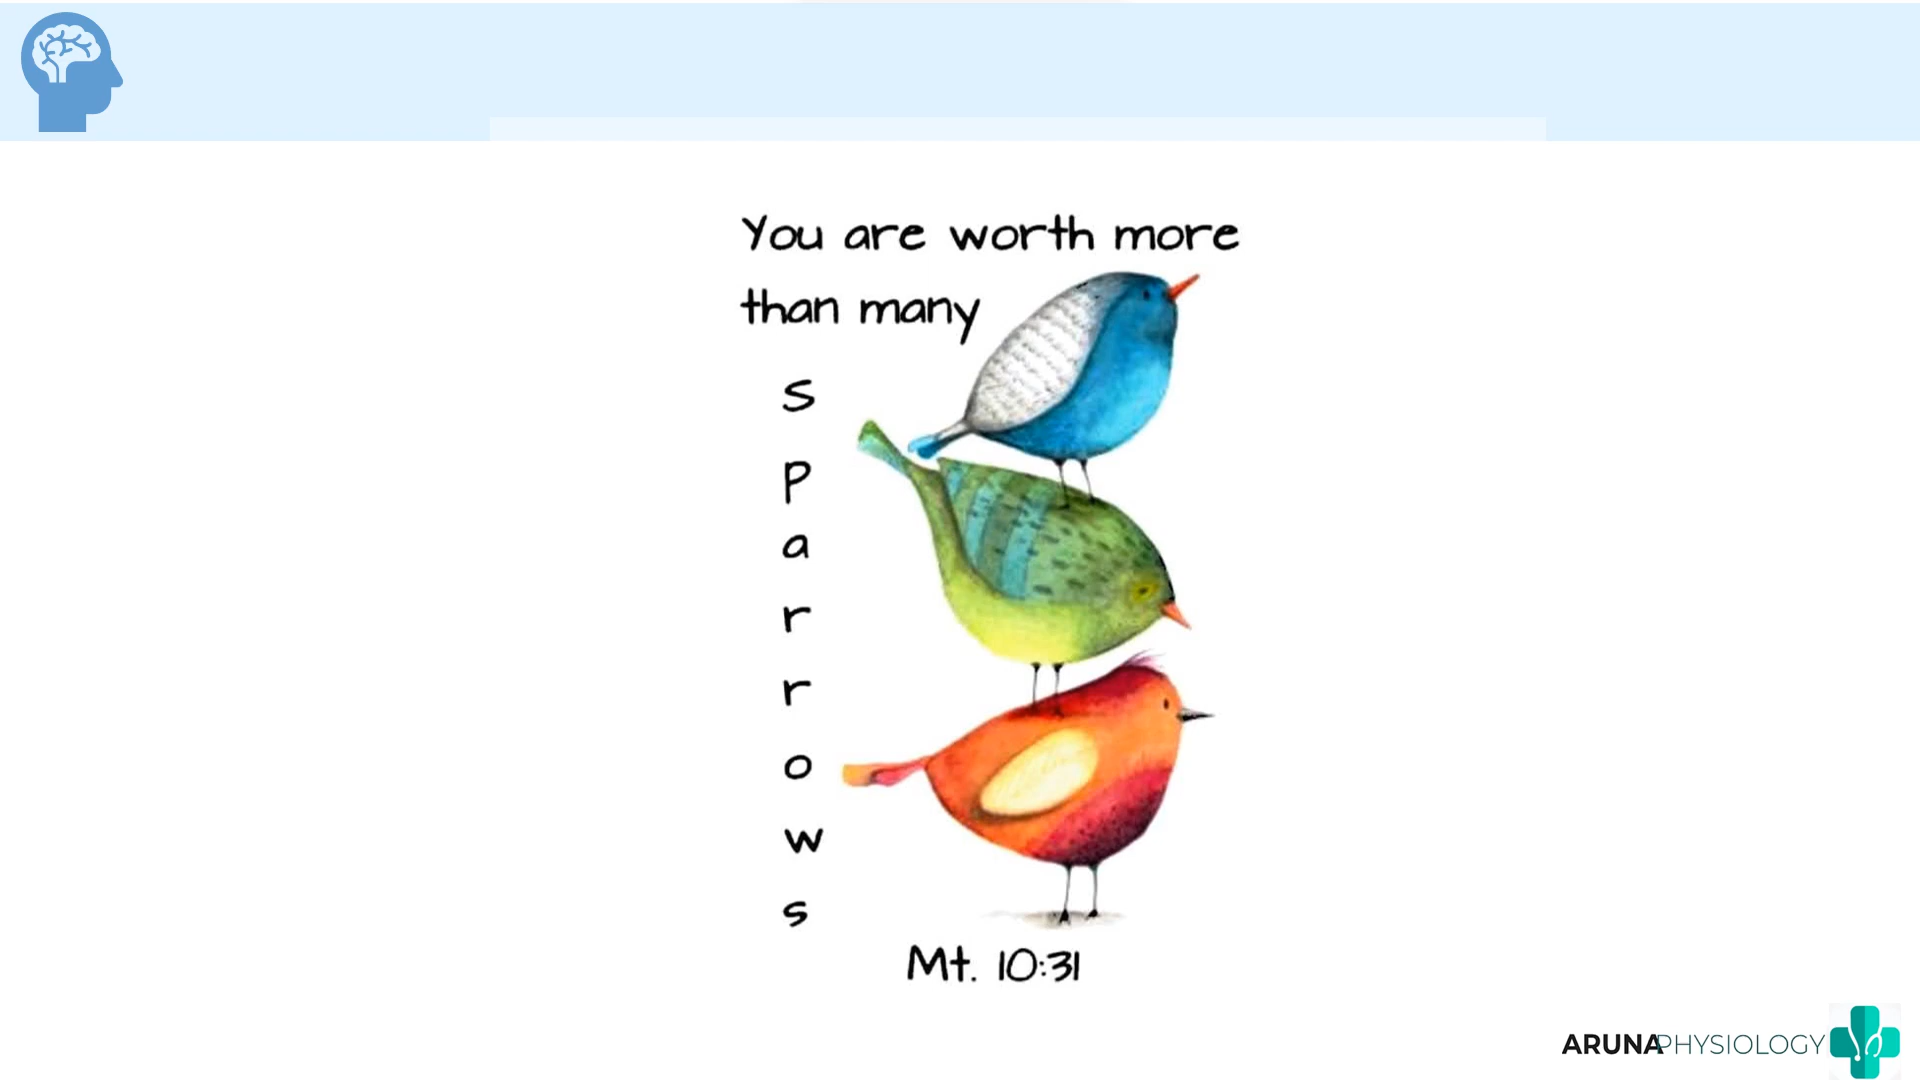 You are worth more
than many
S
p
a
r
r
o
w
s
Mt. 10:31
ARUNAPHYSIOLOGY